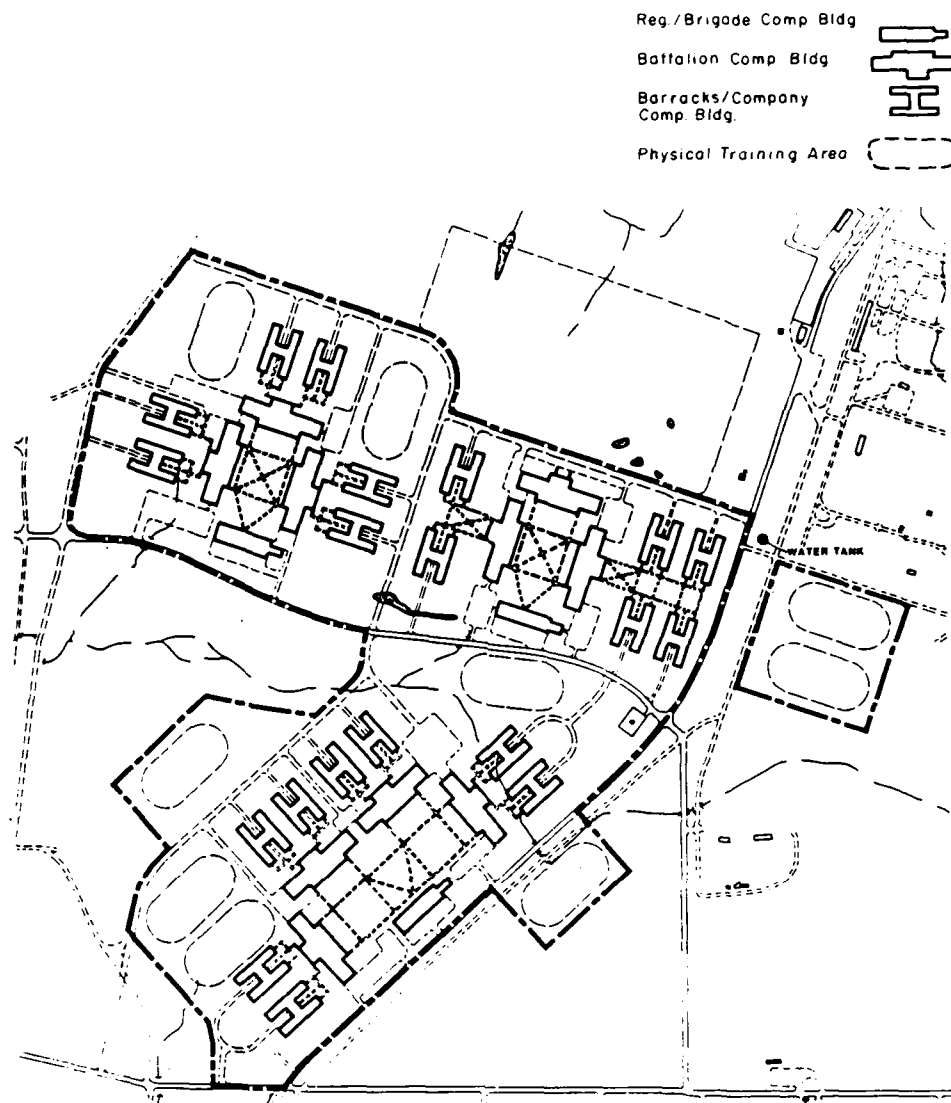 Reg./Brigade Comp Bldg
Battalion Comp Bldg
Barracks/Company
Comp. Bldg.
Physical Training Area
WATER TANK